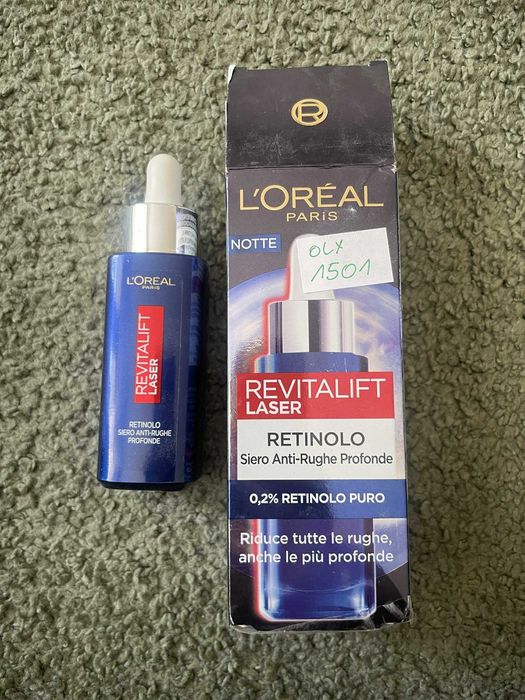 L'ORÉAL
PARIS
REVITALIFT
LASER
RETINOLO
SIERO ANTI-RUGHE
PROFONDE
L'ORÉAL
PARIS
NOTTE
OLX
1501
REVITALIFT
LASER
RETINOLO
Siero Anti-Rughe Profonde
0,2% RETINOLO PURO
Riduce tutte le rughe,
anche le più profonde